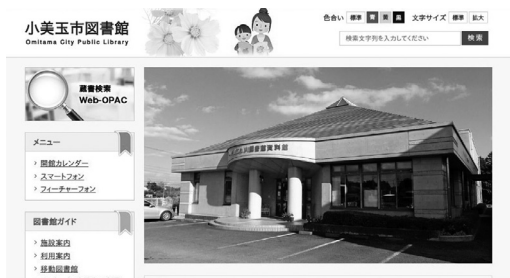 小美玉市図書館
Omitama City Public Library
色合い 標準 青 黄 黒 文字サイズ 標準 拡大
検索文字列を入力してください 検索
蔵書検索
Web-OPAC
メニュー
開館カレンダー
スマートフォン
フィーチャーフォン
図書館ガイド
施設案内
利用案内
移動図書館